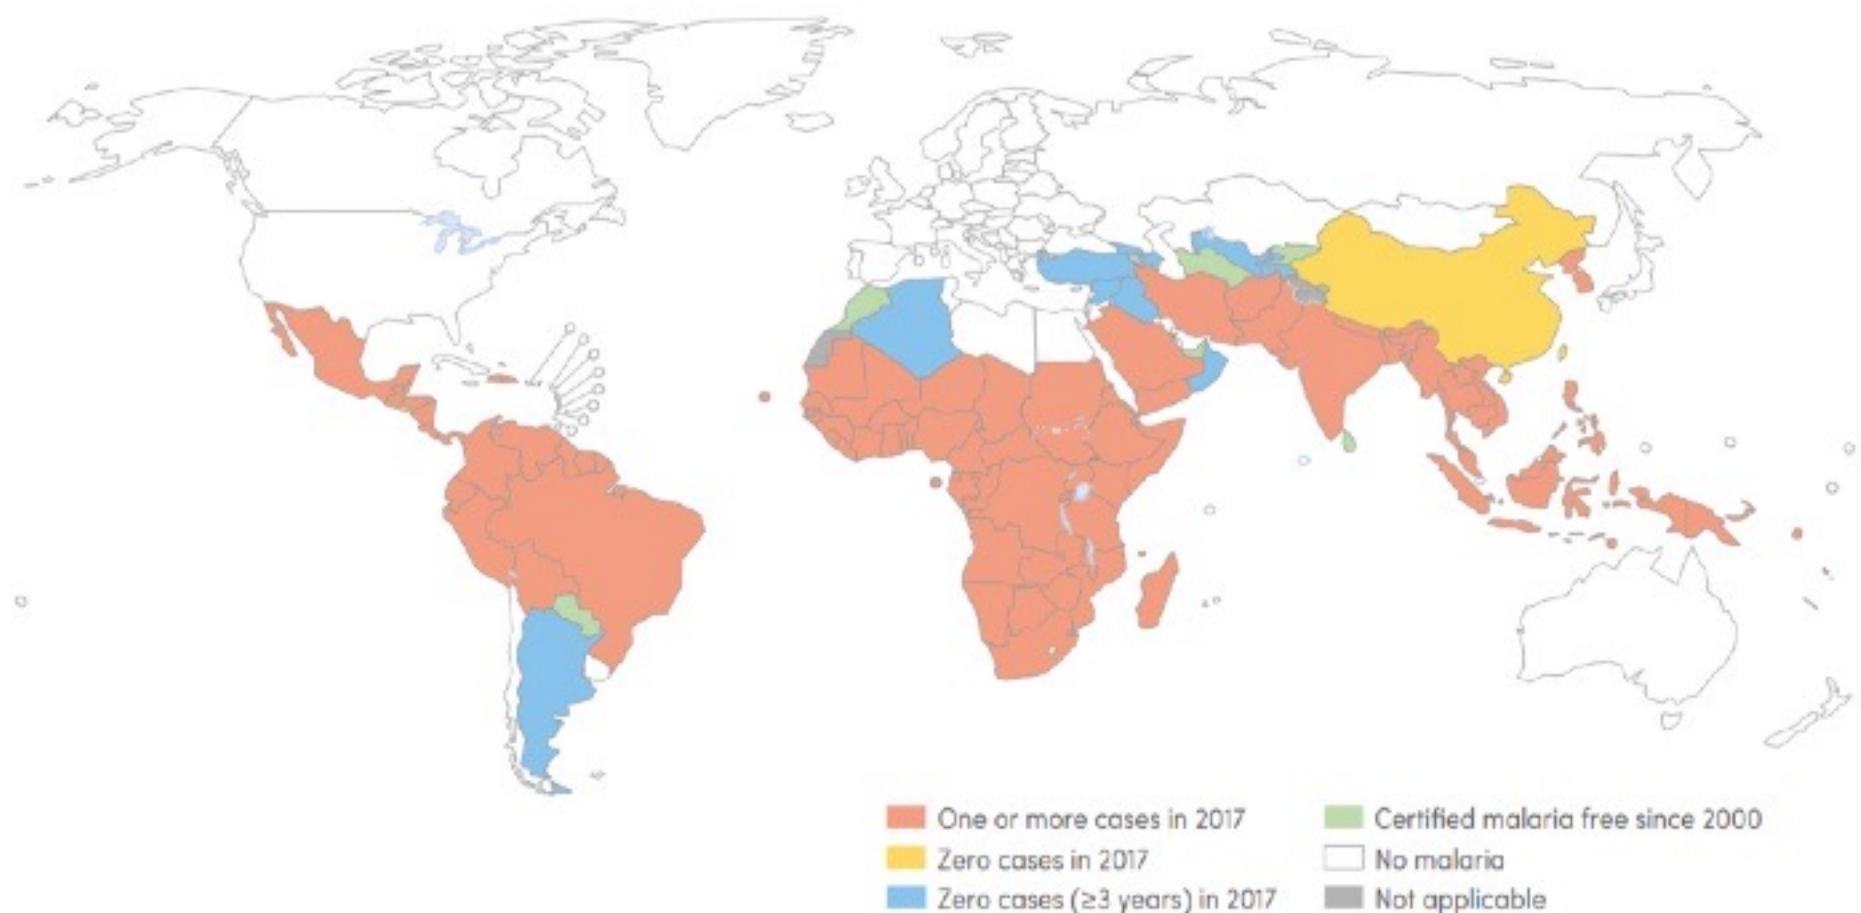 One or more cases in 2017
Zero cases in 2017
Zero cases (≥3 years) in 2017
Certified malaria free since 2000
No malaria
Not applicable